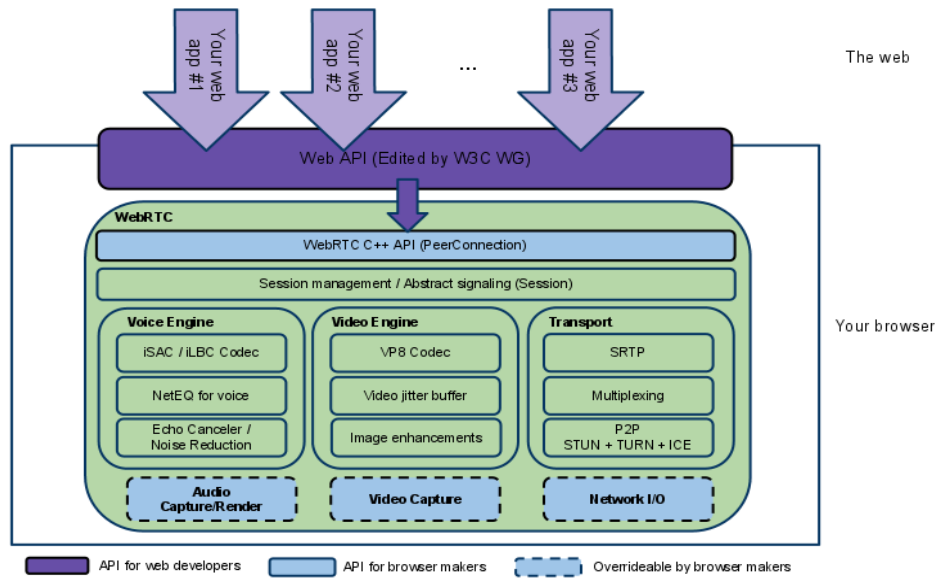 Your web
app #1
Your web
app #2
...
Your web
app #3
The web
Web API (Edited by W3C WG)
WebRTC
WebRTC C++ API (PeerConnection)
Session management / Abstract signaling (Session)
Your browser
Voice Engine
iSAC / iLBC Codec
NetEQ for voice
Echo Canceler /
Noise Reduction
Video Engine
VP8 Codec
Video jitter buffer
Image enhancements
Transport
SRTP
Multiplexing
P2P
STUN + TURN + ICE
Audio
Capture/Render
Video Capture
Network I/O
API for web developers
API for browser makers
Overrideable by browser makers